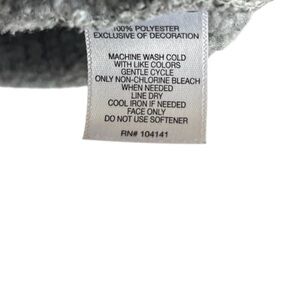 100% POLYESTER
EXCLUSIVE OF DECORATION
MACHINE WASH COLD
WITH LIKE COLORS
GENTLE CYCLE
ONLY NON-CHLORINE BLEACH
WHEN NEEDED
LINE DRY
COOL IRON IF NEEDED
FACE ONLY
DO NOT USE SOFTENER
RN# 104141